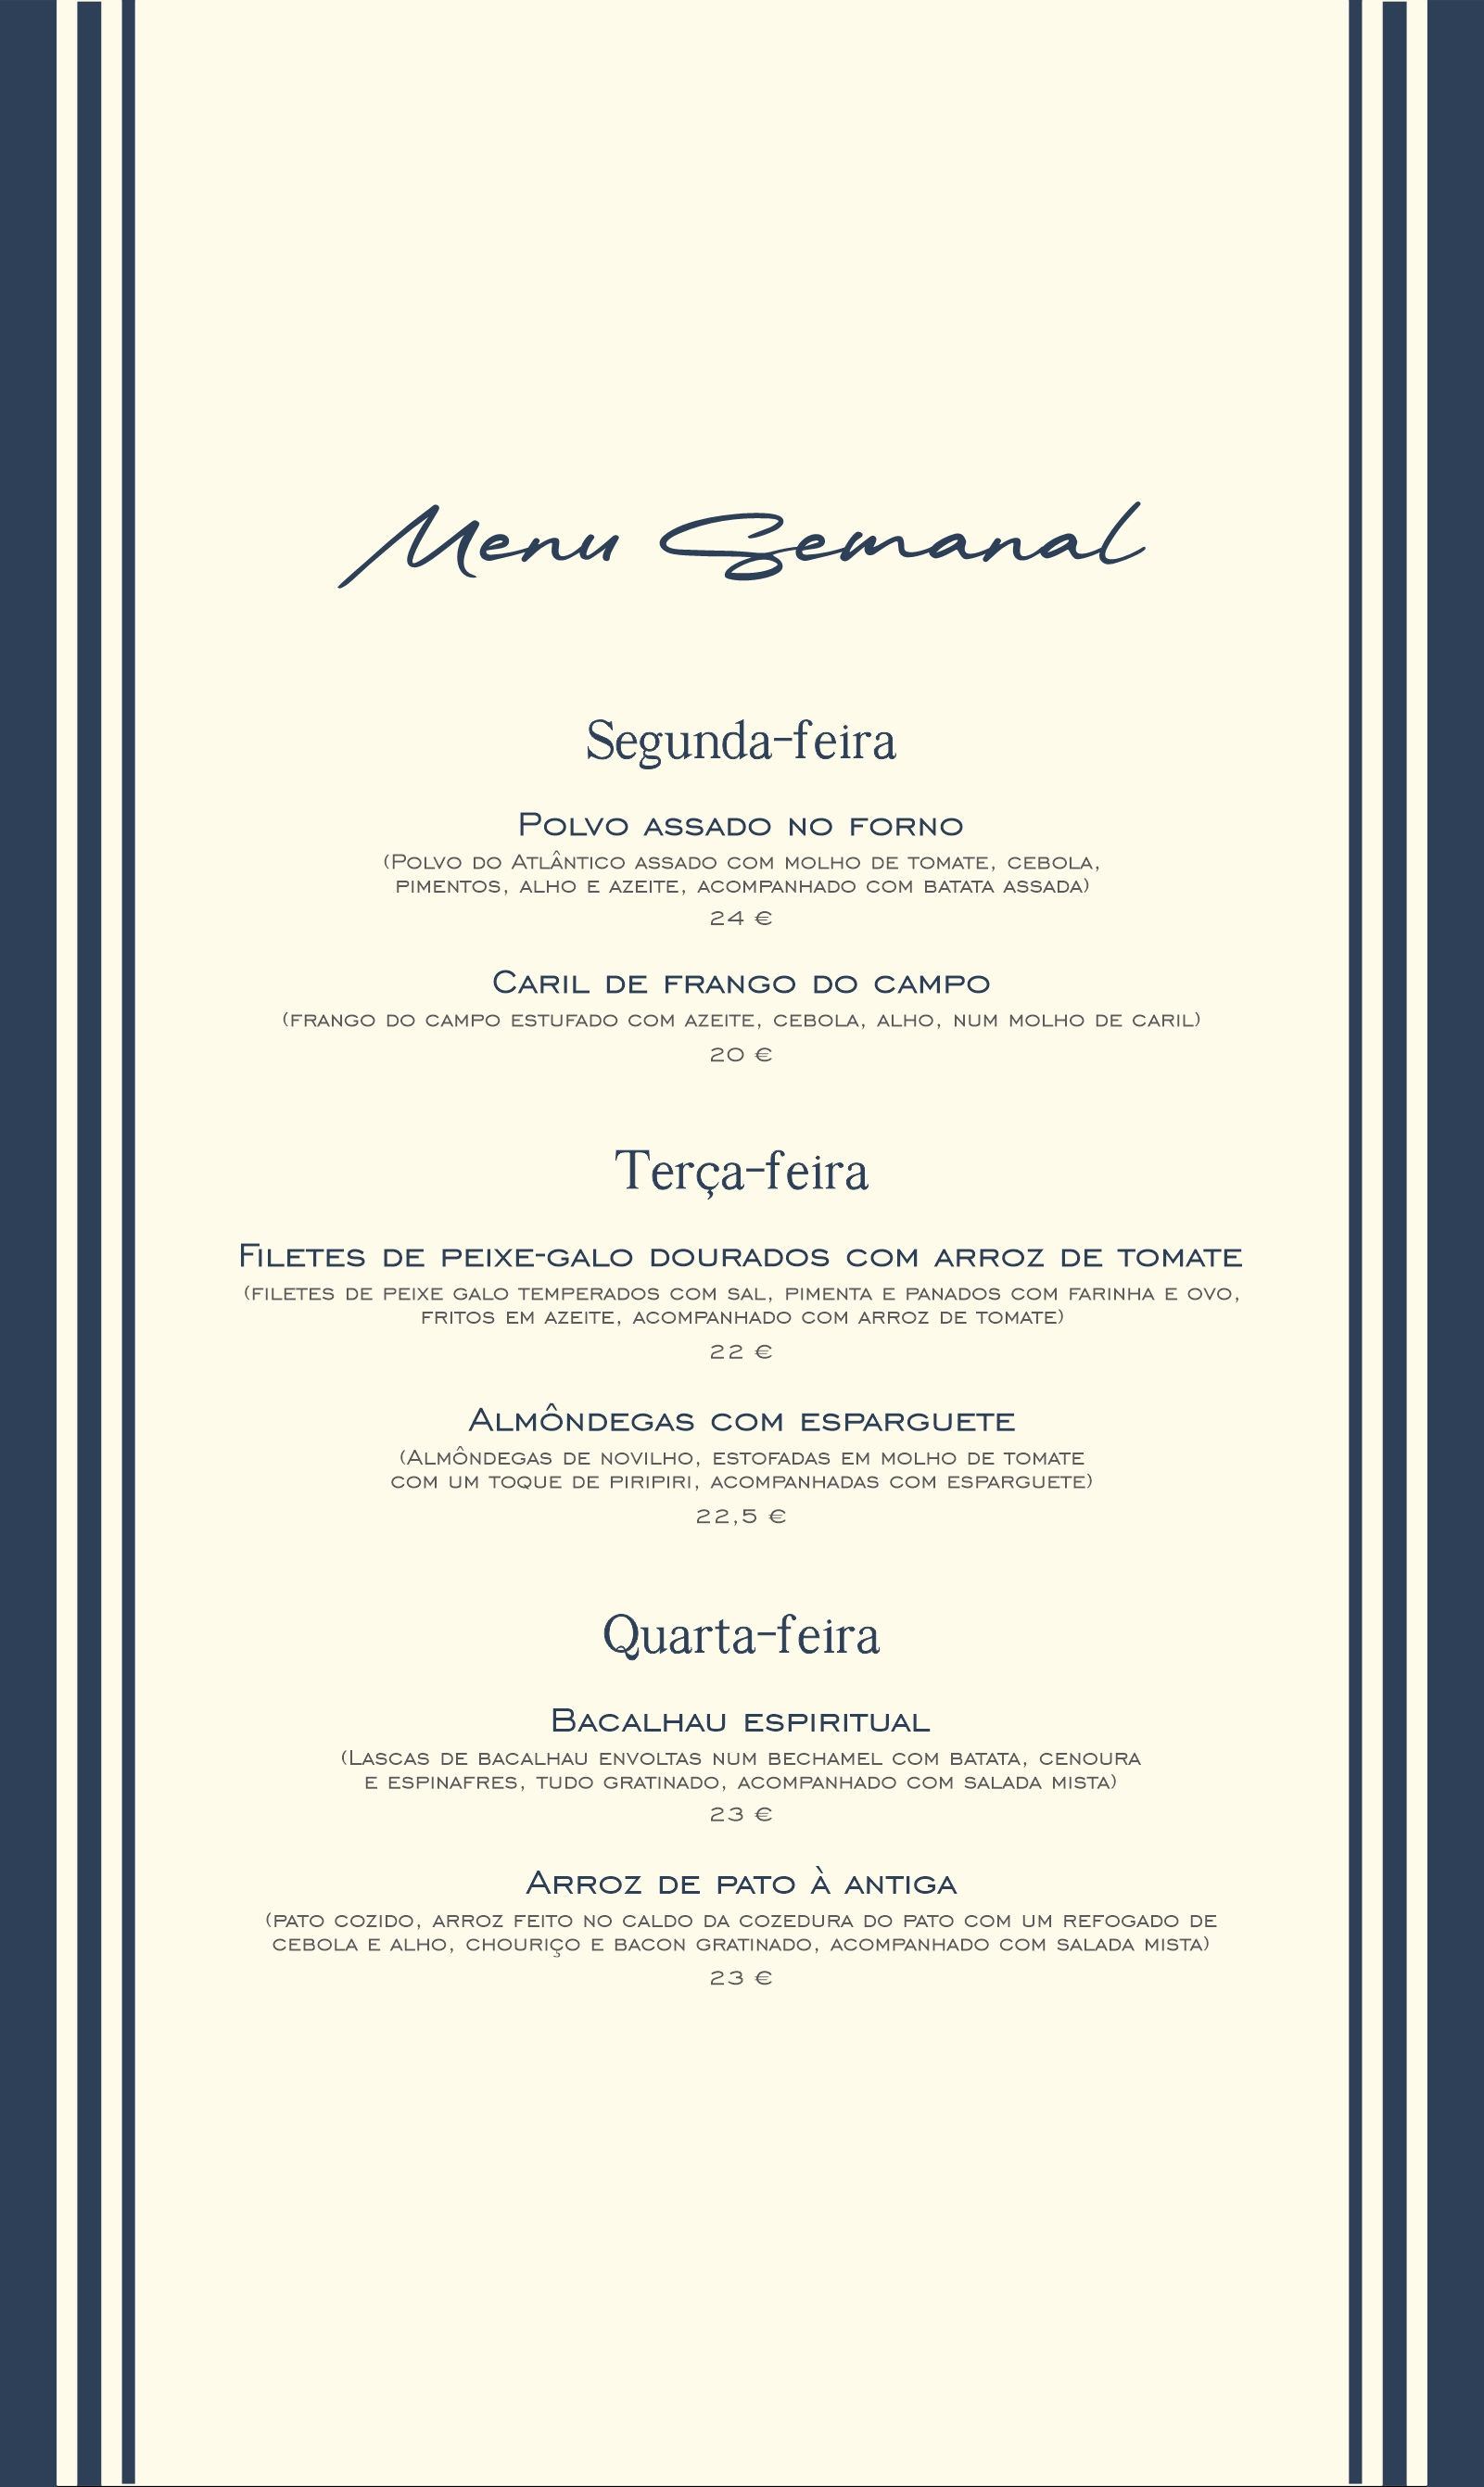 Menu Semanal
Segunda-feira
Polvo assado no forno
(Polvo do Atlântico assado com molho de tomate, cebola,
pimentos, alho e azeite, acompanhado com batata assada)
24 €
Caril de frango do campo
(frango do campo estufado com azeite, cebola, alho, num molho de caril)
20 €
Terça-feira
Filetes de peixe-galo dourados com arroz de tomate
(filetes de peixe galo temperados com sal, pimenta e panados com farinha e ovo,
fritos em azeite, acompanhado com arroz de tomate)
22 €
Almôndegas com esparguete
(Almôndegas de novilho, estofadas em molho de tomate
com um toque de piripiri, acompanhadas com esparguete)
22,5 €
Quarta-feira
Bacalhau espiritual
(Lascas de bacalhau envoltas num bechamel com batata, cenoura
e espinafres, tudo gratinado, acompanhado com salada mista)
23 €
Arroz de pato à antiga
(pato cozido, arroz feito no caldo da cozedura do pato com um refogado de
cebola e alho, chouriço e bacon gratinado, acompanhado com salada mista)
23 €